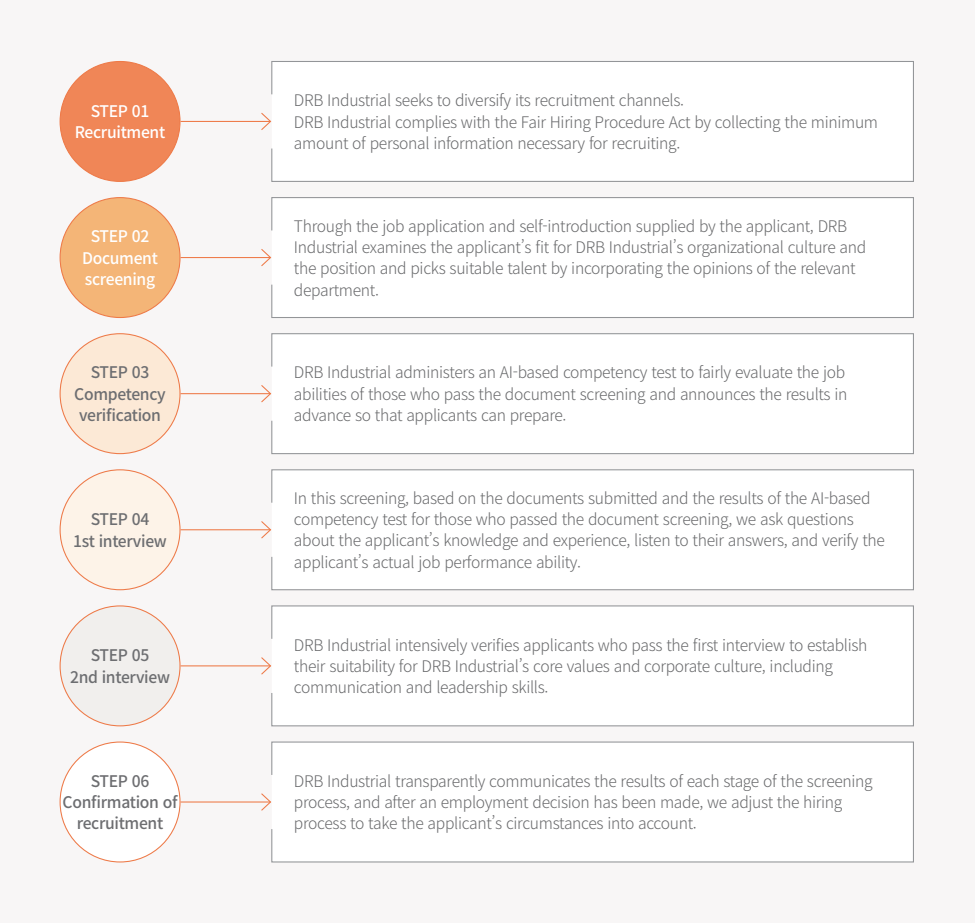 STEP 01
Recruitment
DRB Industrial seeks to diversify its recruitment channels.
DRB Industrial complies with the Fair Hiring Procedure Act by collecting the minimum
amount of personal information necessary for recruiting.
STEP 02
Document
screening
Through the job application and self-introduction supplied by the applicant, DRB
Industrial examines the applicant's fit for DRB Industrial's organizational culture and
the position and picks suitable talent by incorporating the opinions of the relevant
department.
STEP 03
Competency
verification
DRB Industrial administers an AI-based competency test to fairly evaluate the job
abilities of those who pass the document screening and announces the results in
advance so that applicants can prepare.
STEP 04
1st interview
In this screening, based on the documents submitted and the results of the AI-based
competency test for those who passed the document screening, we ask questions
about the applicant's knowledge and experience, listen to their answers, and verify the
applicant's actual job performance ability.
STEP 05
2nd interview
DRB Industrial intensively verifies applicants who pass the first interview to establish
their suitability for DRB Industrial's core values and corporate culture, including
communication and leadership skills.
STEP 06
Confirmation of
recruitment
DRB Industrial transparently communicates the results of each stage of the screening
process, and after an employment decision has been made, we adjust the hiring
process to take the applicant's circumstances into account.